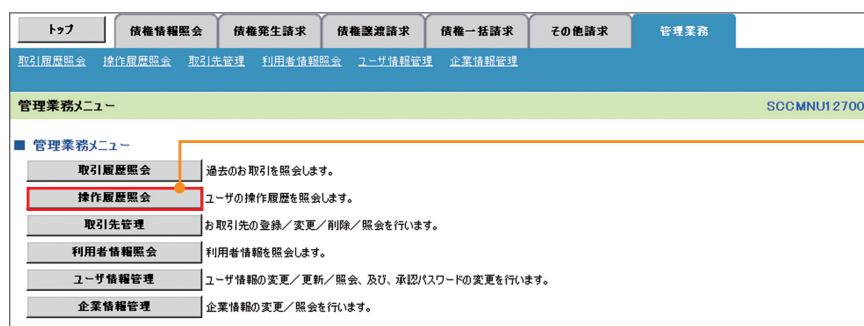 トップ 債権情報照会 債権発生請求 債権譲渡請求 債権一括請求 その他請求 管理業務
取引履歴照会 操作履歴照会 取引先管理 利用者情報照会 ユーザ情報管理 企業情報管理
管理業務メニュー SCCMNU12700
■ 管理業務メニュー
取引履歴照会 過去のお取引を照会します。
操作履歴照会 ユーザの操作履歴を照会します。
取引先管理 お取引先の登録／変更／削除／照会を行います。
利用者情報照会 利用者情報を照会します。
ユーザ情報管理 ユーザ情報の変更／更新／照会、及び、承認パスワードの変更を行います。
企業情報管理 企業情報の変更／照会を行います。